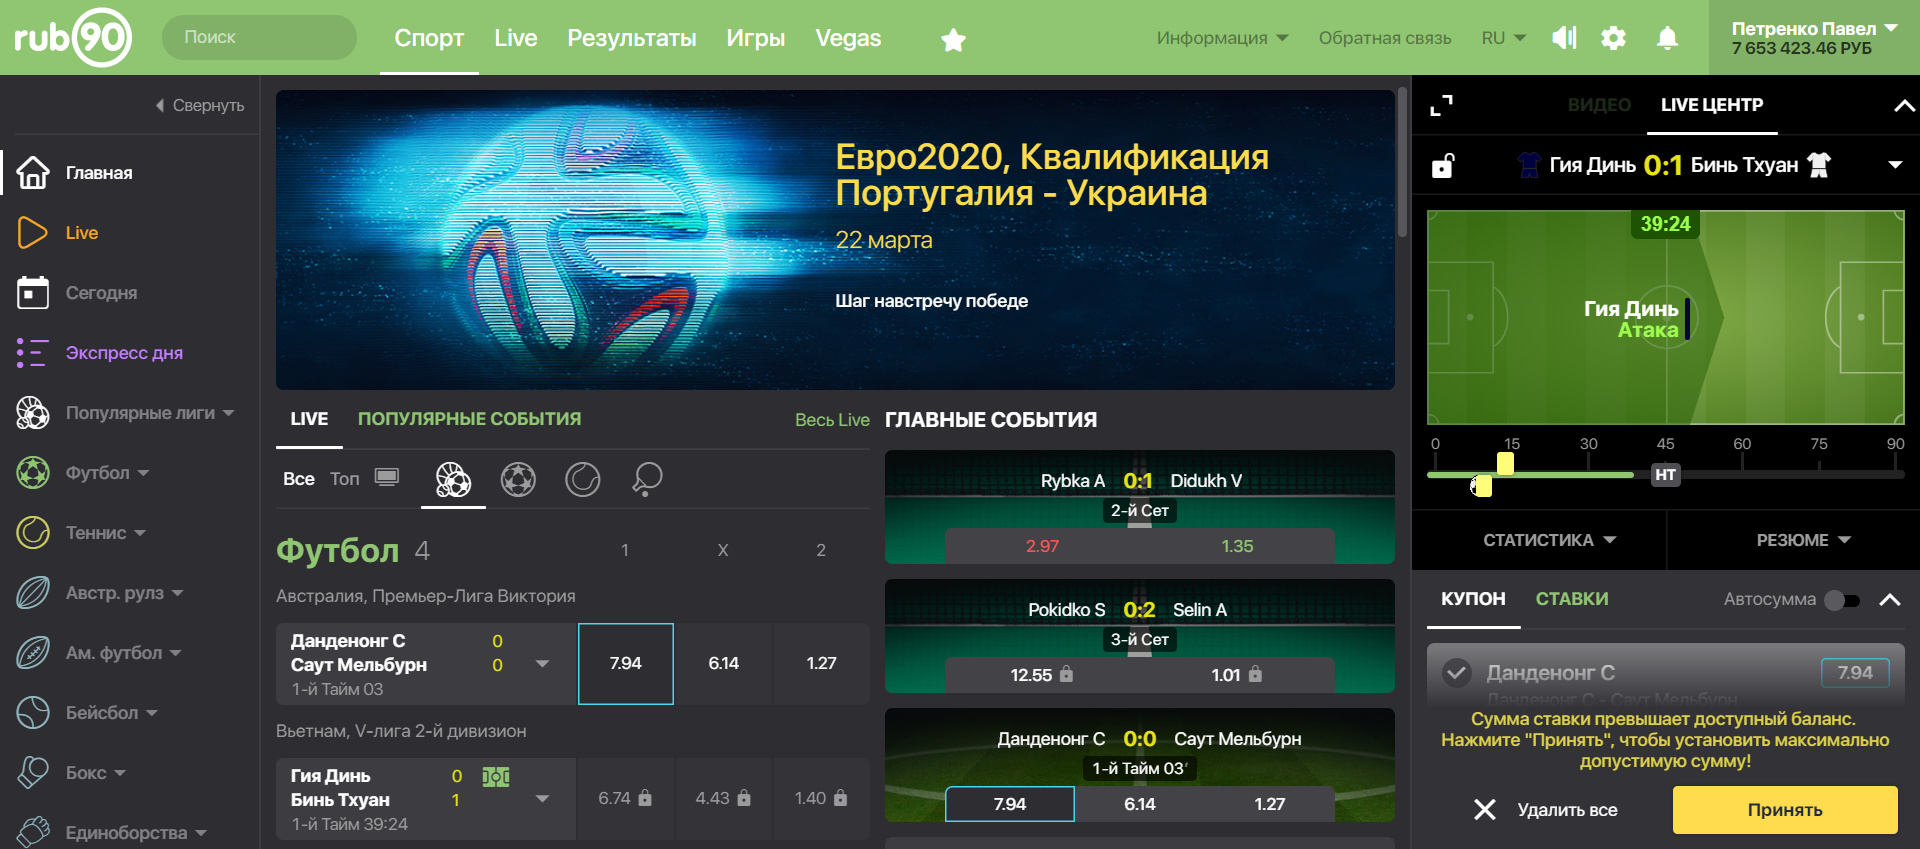 rub90
Поиск
Спорт Live Результаты Игры Vegas
Информация Обратная связь RU
Петренко Павел
7 653 423.46 РУБ
Свернуть
Главная
Live
Сегодня
Экспресс дня
Популярные лиги
Футбол
Теннис
Австр. рулз
Ам. футбол
Бейсбол
Бокс
Единоборства
Евро2020, Квалификация
Португалия - Украина
22 марта
Шаг навстречу победе
LIVE ПОПУЛЯРНЫЕ СОБЫТИЯ Весь Live
Все Топ
Футбол 4 1 X 2
Австралия, Премьер-Лига Виктория
Данденонг С 0
Саут Мельбурн 0
1-й Тайм 03
7.94 6.14 1.27
Вьетнам, V-лига 2-й дивизион
Гия Динь 0
Бинь Тхуан 1
1-й Тайм 39:24
6.74 4.43 1.40
ГЛАВНЫЕ СОБЫТИЯ
Rybka A 0:1 Didukh V
2-й Сет
2.97 1.35
Pokidko S 0:2 Selin A
3-й Сет
12.55 1.01
Данденонг С 0:0 Саут Мельбурн
1-й Тайм 03'
7.94 6.14 1.27
ВИДЕО LIVE ЦЕНТР
Гия Динь 0:1 Бинь Тхуан
39:24
Гия Динь
Атака
0 15 30 45 60 75 90
HT
СТАТИСТИКА РЕЗЮМЕ
КУПОН СТАВКИ Автосумма
Данденонг С 7.94
Данденонг С - Саут Мельбурн
Сумма ставки превышает доступный баланс.
Нажмите "Принять", чтобы установить максимально
допустимую сумму!
Удалить все Принять